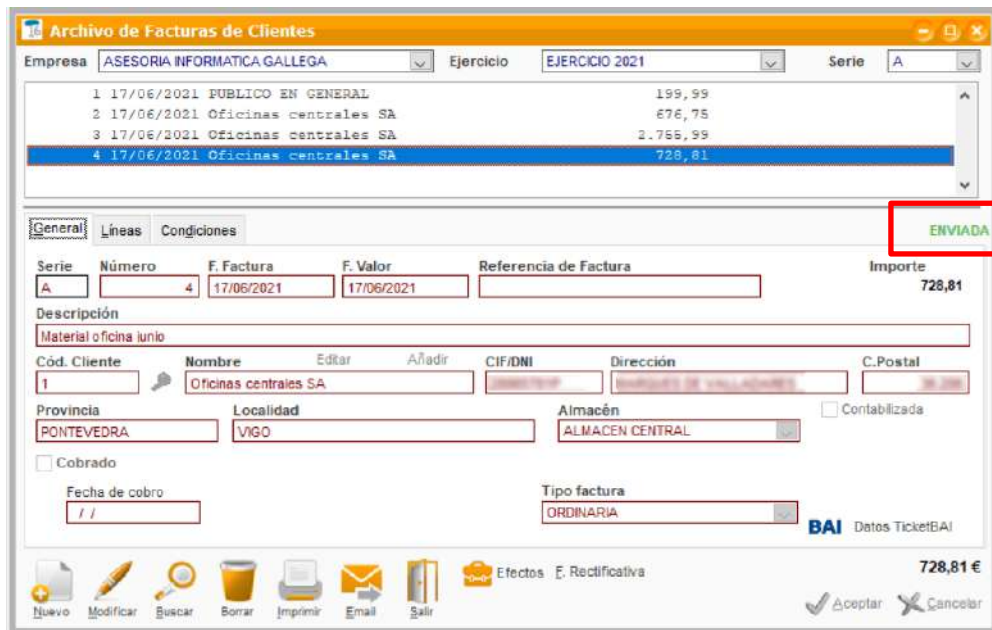 16 Archivo de Facturas de Clientes
Empresa ASESORIA INFORMATICA GALLEGA Ejercicio EJERCICIO 2021 Serie A
1 17/06/2021 PUBLICO EN GENERAL 199,99
2 17/06/2021 Oficinas centrales SA 676,75
3 17/06/2021 Oficinas centrales SA 2.755,99
4 17/06/2021 Oficinas centrales SA 728,81
General Líneas Condiciones ENVIADA
Serie Número F. Factura F. Valor Referencia de Factura Importe
A 4 17/06/2021 17/06/2021 728,81
Descripción
Material oficina junio
Cód. Cliente Nombre Editar Añadir CIF/DNI Dirección C.Postal
1 Oficinas centrales SA
Provincia Localidad Almacén Contabilizada
PONTEVEDRA VIGO ALMACEN CENTRAL
Cobrado
Fecha de cobro Tipo factura
/ / ORDINARIA
BAI Datos TicketBAI
Efectos F. Rectificativa 728,81 €
Nuevo Modificar Buscar Borrar Imprimir Email Salir Aceptar Cancelar